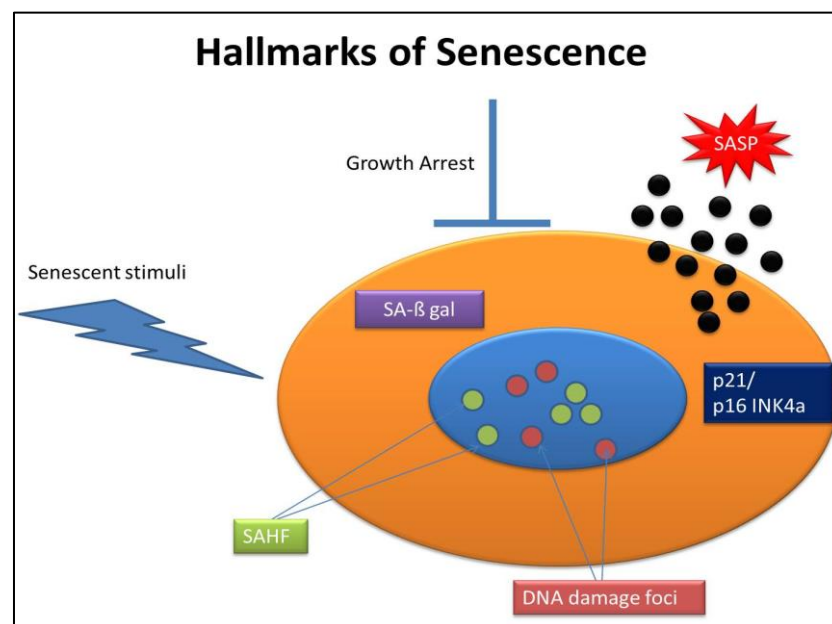 Hallmarks of Senescence
SASP
Growth Arrest
Senescent stimuli
SA-ß gal
p21/
p16 INK4a
SAHF
DNA damage foci